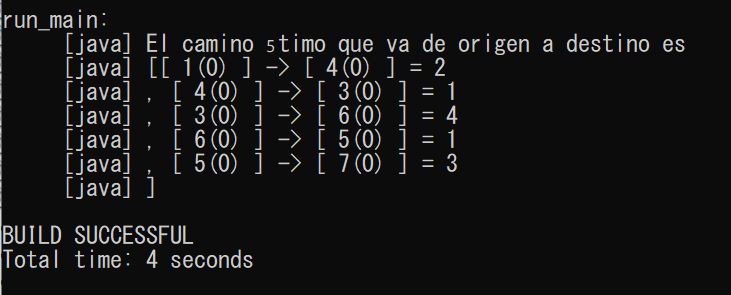 run_main:
[java] El camino 5timo que va de origen a destino es
[java] [[ 1(0) ] -> [ 4(0) ] = 2
[java] , [ 4(0) ] -> [ 3(0) ] = 1
[java] , [ 3(0) ] -> [ 6(0) ] = 4
[java] , [ 6(0) ] -> [ 5(0) ] = 1
[java] , [ 5(0) ] -> [ 7(0) ] = 3
[java] ]
BUILD SUCCESSFUL
Total time: 4 seconds